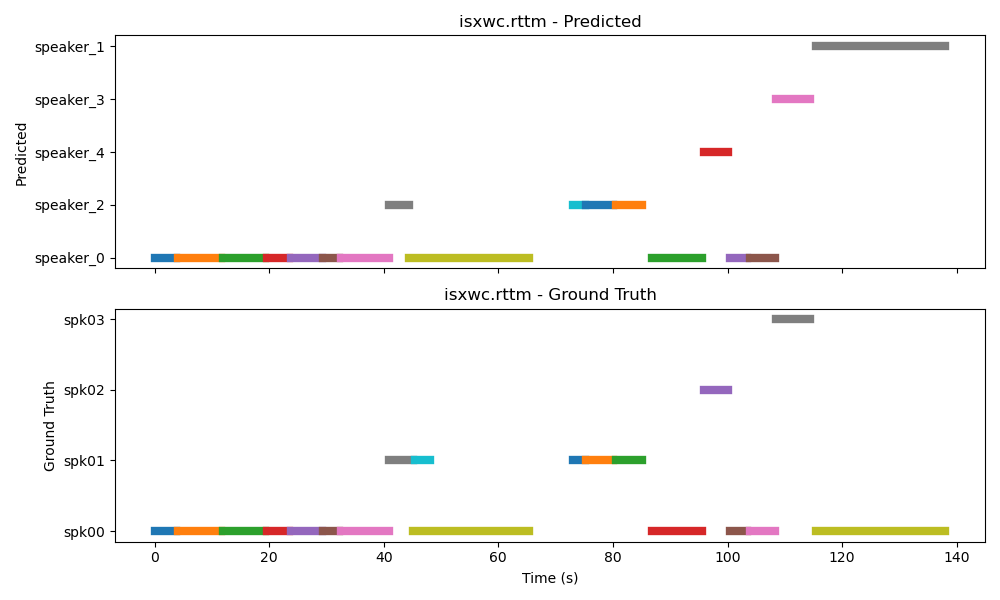 isxwc.rttm - Predicted
speaker_1
speaker_3
speaker_4
speaker_2
speaker_0
Predicted
isxwc.rttm - Ground Truth
spk03
spk02
spk01
spk00
Ground Truth
0 20 40 60 80 100 120 140
Time (s)